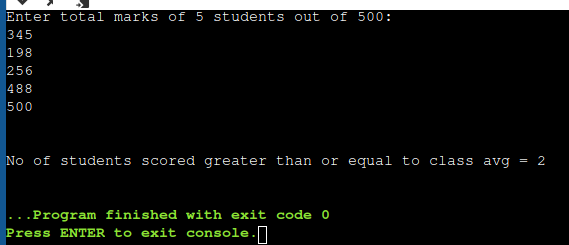 Enter total marks of 5 students out of 500:
345
198
256
488
500
No of students scored greater than or equal to class avg = 2
...Program finished with exit code 0
Press ENTER to exit console.